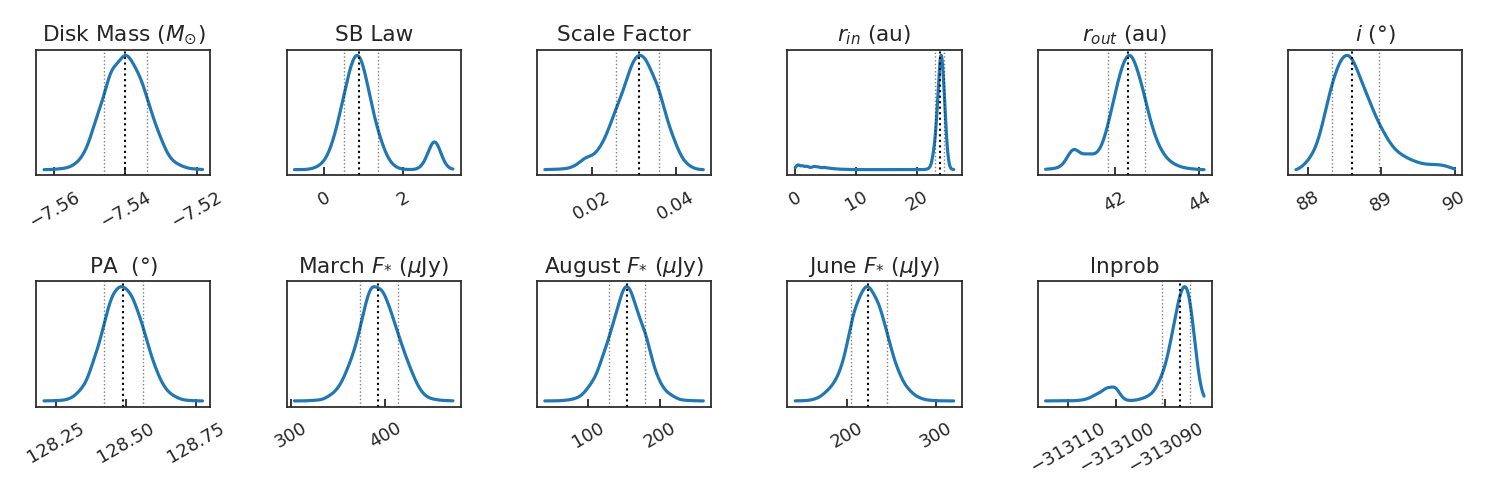 Disk Mass (M⊙) SB Law Scale Factor r_in (au) r_out (au) i (°)
−7.56 −7.54 −7.52 0 2 0.02 0.04 0 10 20 42 44 88 89 90
PA (°) March F* (μJy) August F* (μJy) June F* (μJy) lnprob
128.25 128.50 128.75 300 400 100 200 200 300 −313110 −313100 −313090